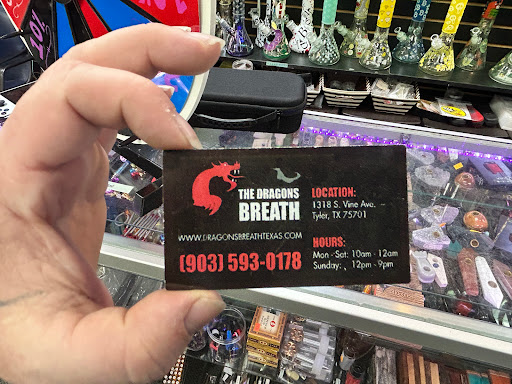 THE DRAGONS
BREATH
WWW.DRAGONSBREATHTEXAS.COM
(903) 593-0178
LOCATION:
1318 S. Vine Ave.
Tyler, TX 75701
HOURS:
Mon - Sat: 10am - 12am
Sunday: 12pm - 9pm